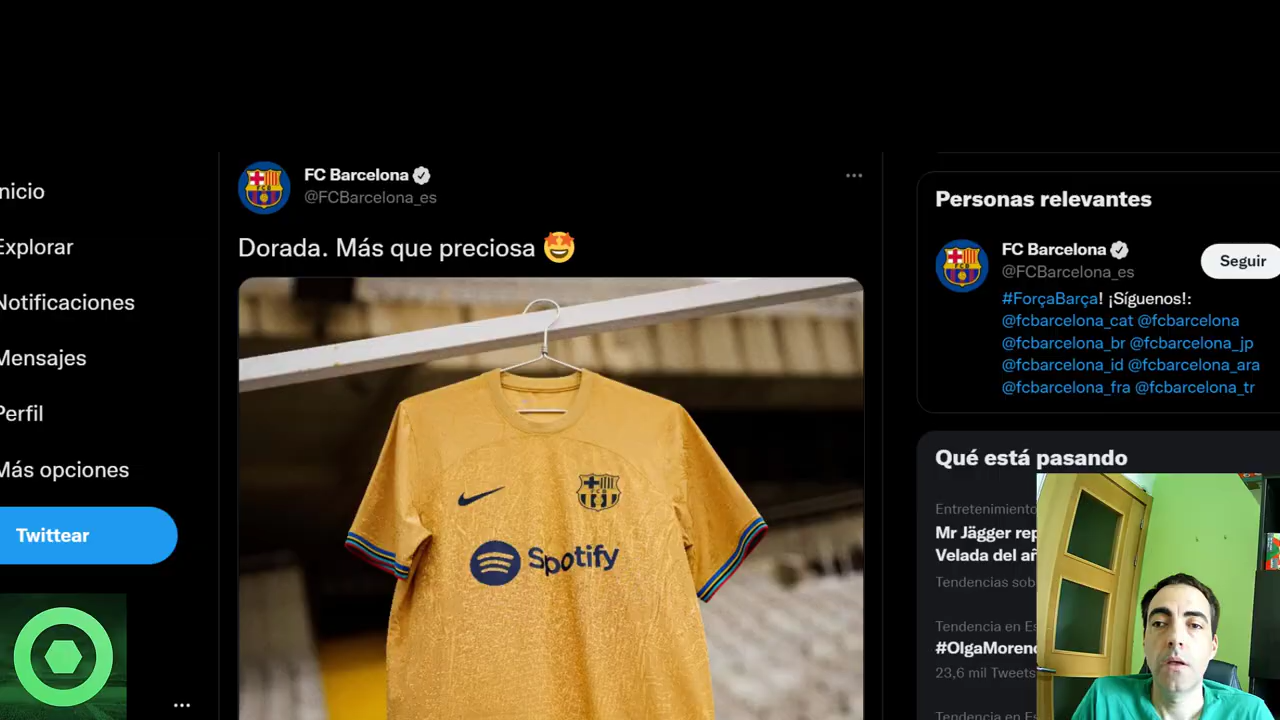 nicio
Explorar
Notificaciones
Mensajes
Perfil
Más opciones
Twittear
FC Barcelona
@FCBarcelona_es
Dorada. Más que preciosa
Spotify
Personas relevantes
FC Barcelona
@FCBarcelona_es
Seguir
#ForçaBarça! ¡Síguenos!:
@fcbarcelona_cat @fcbarcelona
@fcbarcelona_br @fcbarcelona_jp
@fcbarcelona_id @fcbarcelona_ara
@fcbarcelona_fra @fcbarcelona_tr
Qué está pasando
Entretenimiento
Mr Jägger rep
Velada del añ
Tendencias sob
Tendencia en Es
#OlgaMoreno
23,6 mil Tweets
Tendencia en Es